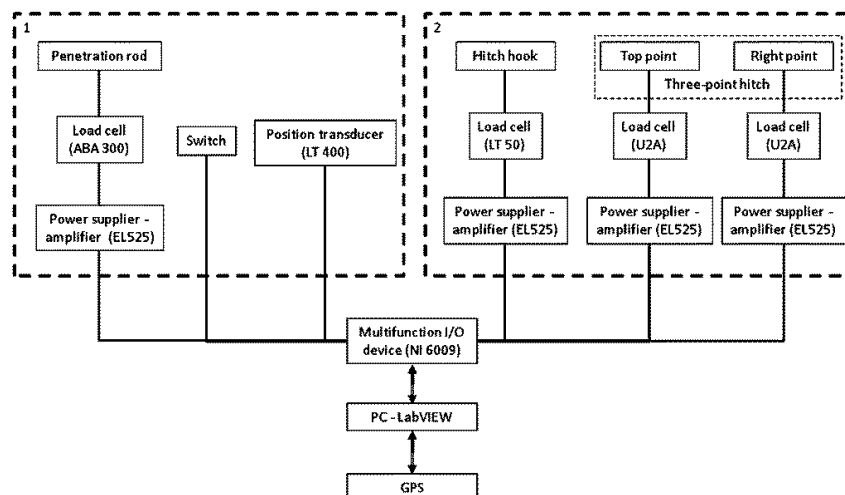 1
Penetration rod
Load cell
(ABA 300)
Switch
Position transducer
(LT 400)
Power supplier -
amplifier (EL525)
2
Hitch hook
Top point
Right point
Three-point hitch
Load cell
(LT 50)
Load cell
(U2A)
Load cell
(U2A)
Power supplier -
amplifier (EL525)
Power supplier -
amplifier (EL525)
Power supplier -
amplifier (EL525)
Multifunction I/O
device (NI 6009)
PC - LabVIEW
GPS